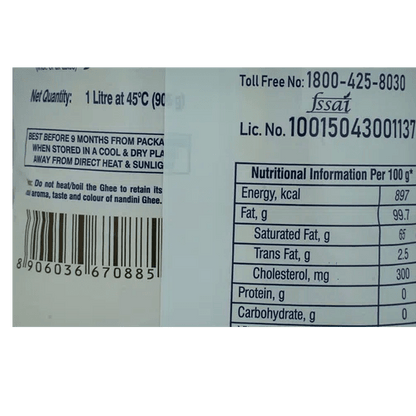 Net Quantity: 1 Litre at 45°C (90
BEST BEFORE 9 MONTHS FROM PACKA
WHEN STORED IN A COOL & DRY PLA
AWAY FROM DIRECT HEAT & SUNLIG
Do not heat/boil the Ghee to retain its
aroma, taste and colour of nandini Ghee.
8 906036 670885
Toll Free No: 1800-425-8030
fssai
Lic. No. 10015043001137
Nutritional Information Per 100 g*
Energy, kcal 897
Fat, g 99.7
Saturated Fat, g 65
Trans Fat, g 2.5
Cholesterol, mg 300
Protein, g 0
Carbohydrate, g 0